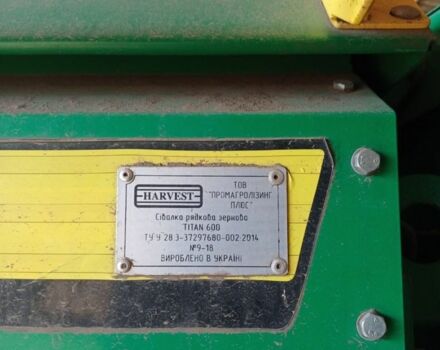 HARVEST
ТОВ
"ПРОМАГРОЛІЗИНГ
ПЛЮС"
Сівалка рядкова зернова
TITAN 600
ТУ У 28.3-37297680-002:2014
№9-18
ВИРОБЛЕНО В УКРАЇНІ